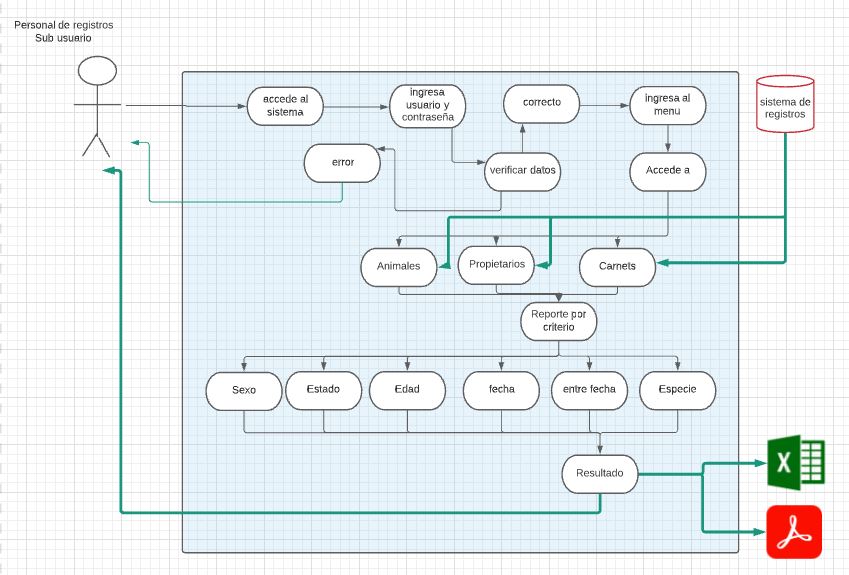 Personal de registros
Sub usuario
accede al
sistema
ingresa
usuario y
contraseña
correcto
ingresa al
menu
sistema de
registros
error
verificar datos
Accede a
Animales
Propietarios
Carnets
Reporte por
criterio
Sexo
Estado
Edad
fecha
entre fecha
Especie
Resultado
X